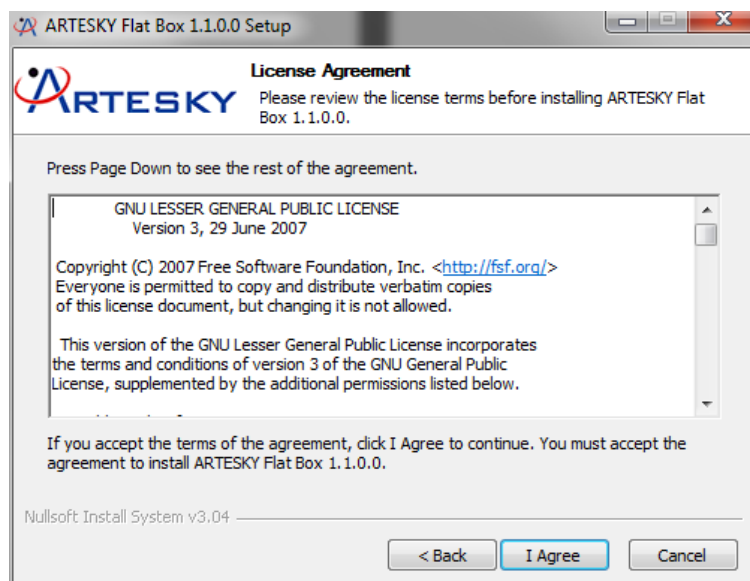 ARTESKY Flat Box 1.1.0.0 Setup
ARTESKY
License Agreement
Please review the license terms before installing ARTESKY Flat
Box 1.1.0.0.
Press Page Down to see the rest of the agreement.
GNU LESSER GENERAL PUBLIC LICENSE
Version 3, 29 June 2007
Copyright (C) 2007 Free Software Foundation, Inc. <http://fsf.org/>
Everyone is permitted to copy and distribute verbatim copies
of this license document, but changing it is not allowed.
This version of the GNU Lesser General Public License incorporates
the terms and conditions of version 3 of the GNU General Public
License, supplemented by the additional permissions listed below.
If you accept the terms of the agreement, click I Agree to continue. You must accept the
agreement to install ARTESKY Flat Box 1.1.0.0.
Nullsoft Install System v3.04
< Back
I Agree
Cancel